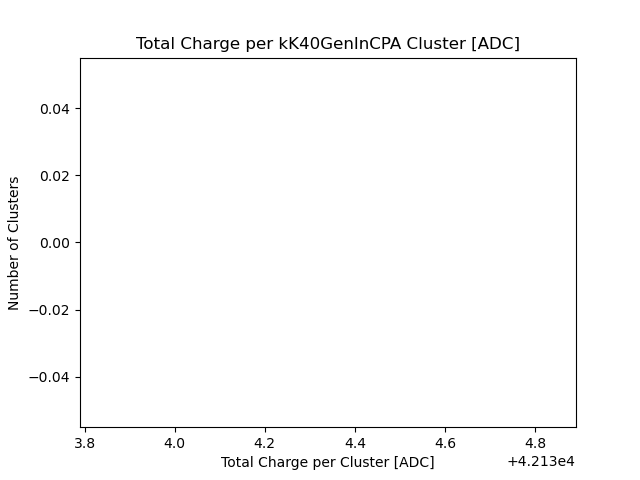 Total Charge per kK40GenInCPA Cluster [ADC]
Number of Clusters
0.04
0.02
0.00
−0.02
−0.04
3.8 4.0 4.2 4.4 4.6 4.8
Total Charge per Cluster [ADC]
+4.213e4